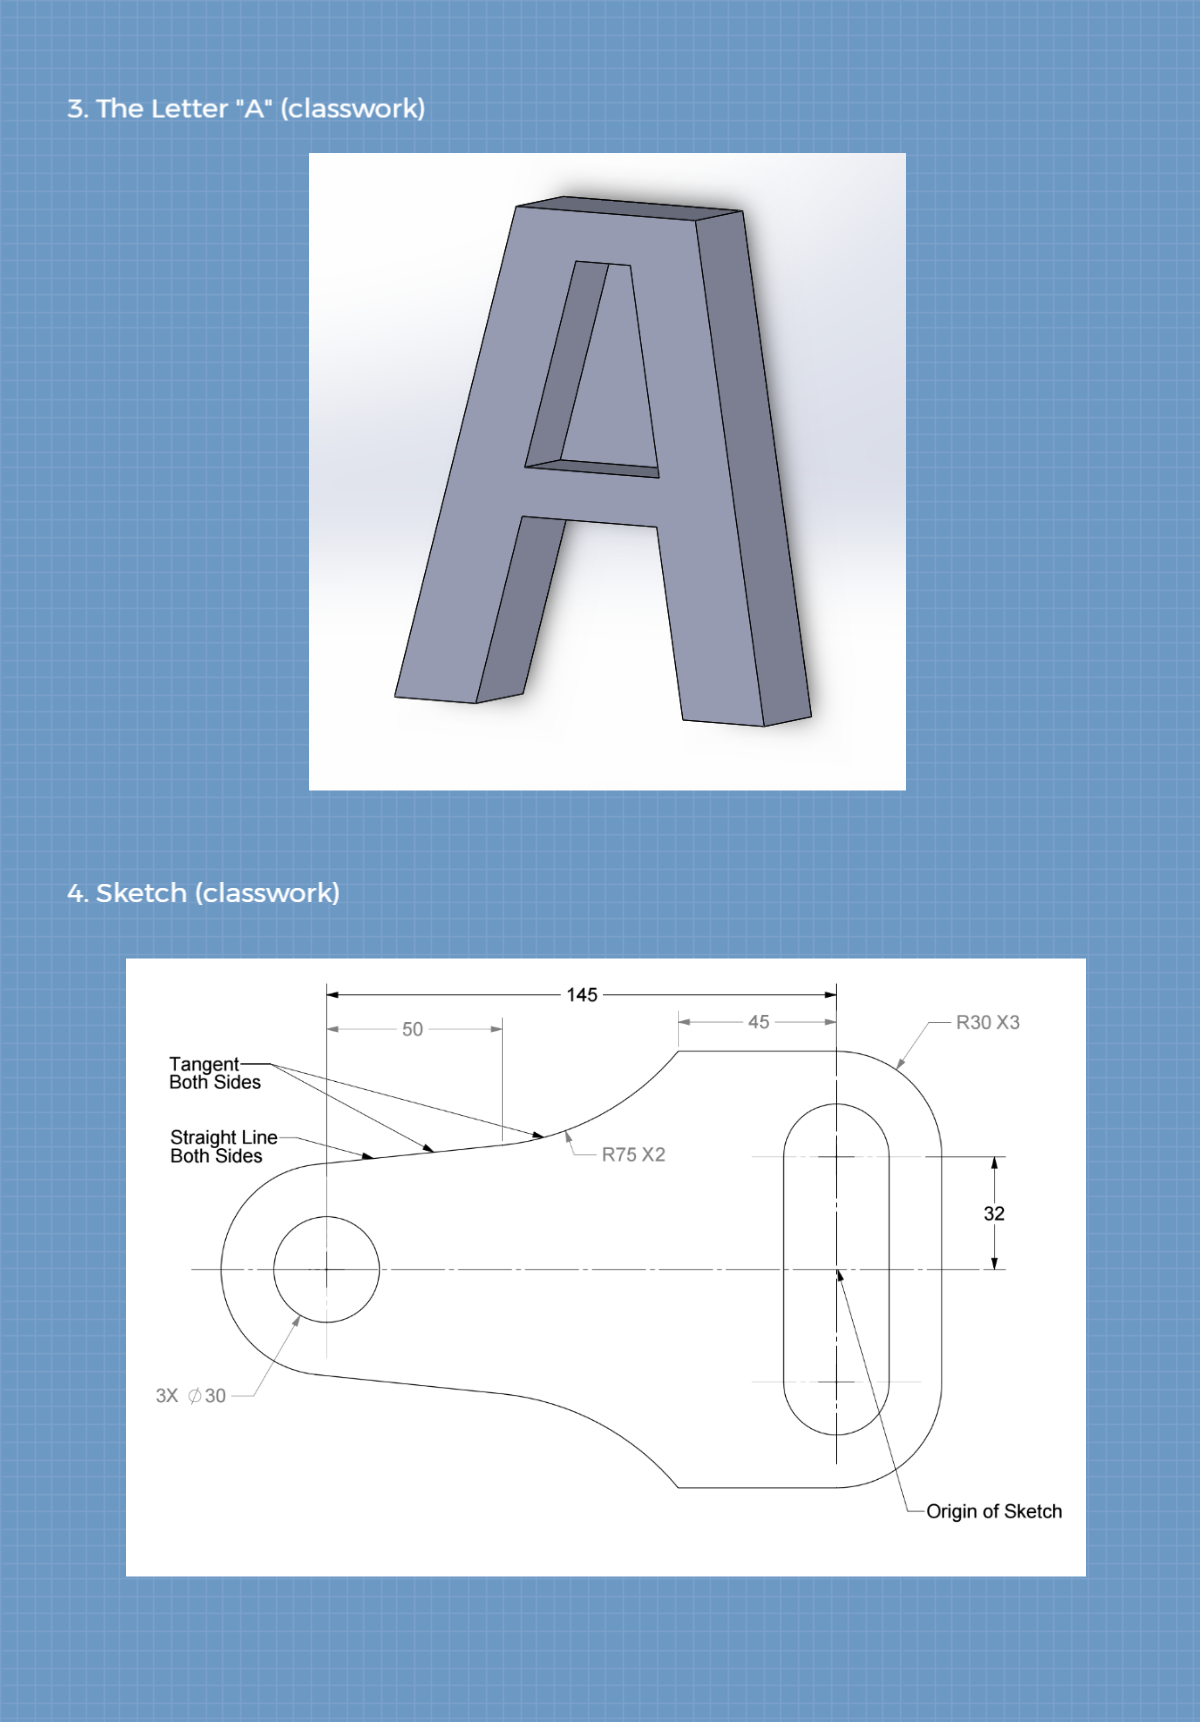 3. The Letter "A" (classwork)
4. Sketch (classwork)
145
50
45
R30 X3
Tangent
Both Sides
Straight Line
Both Sides
R75 X2
32
3X ∅30
Origin of Sketch